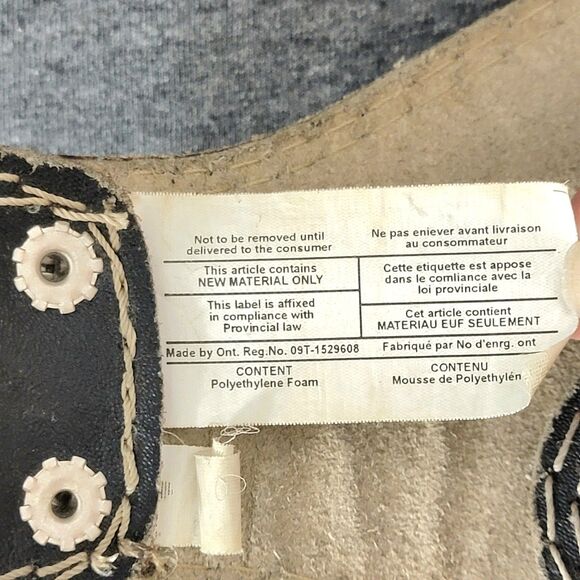 Not to be removed until
delivered to the consumer
This article contains
NEW MATERIAL ONLY
This label is affixed
in compliance with
Provincial law
Made by Ont. Reg.No. 09T-1529608
CONTENT
Polyethylene Foam
Ne pas eniever avant livraison
au consommateur
Cette etiquette est appose
dans le comliance avec la
loi provinciale
Cet article contient
MATERIAU EUF SEULEMENT
Fabriqué par No d'enrg. ont
CONTENU
Mousse de Polyethylén